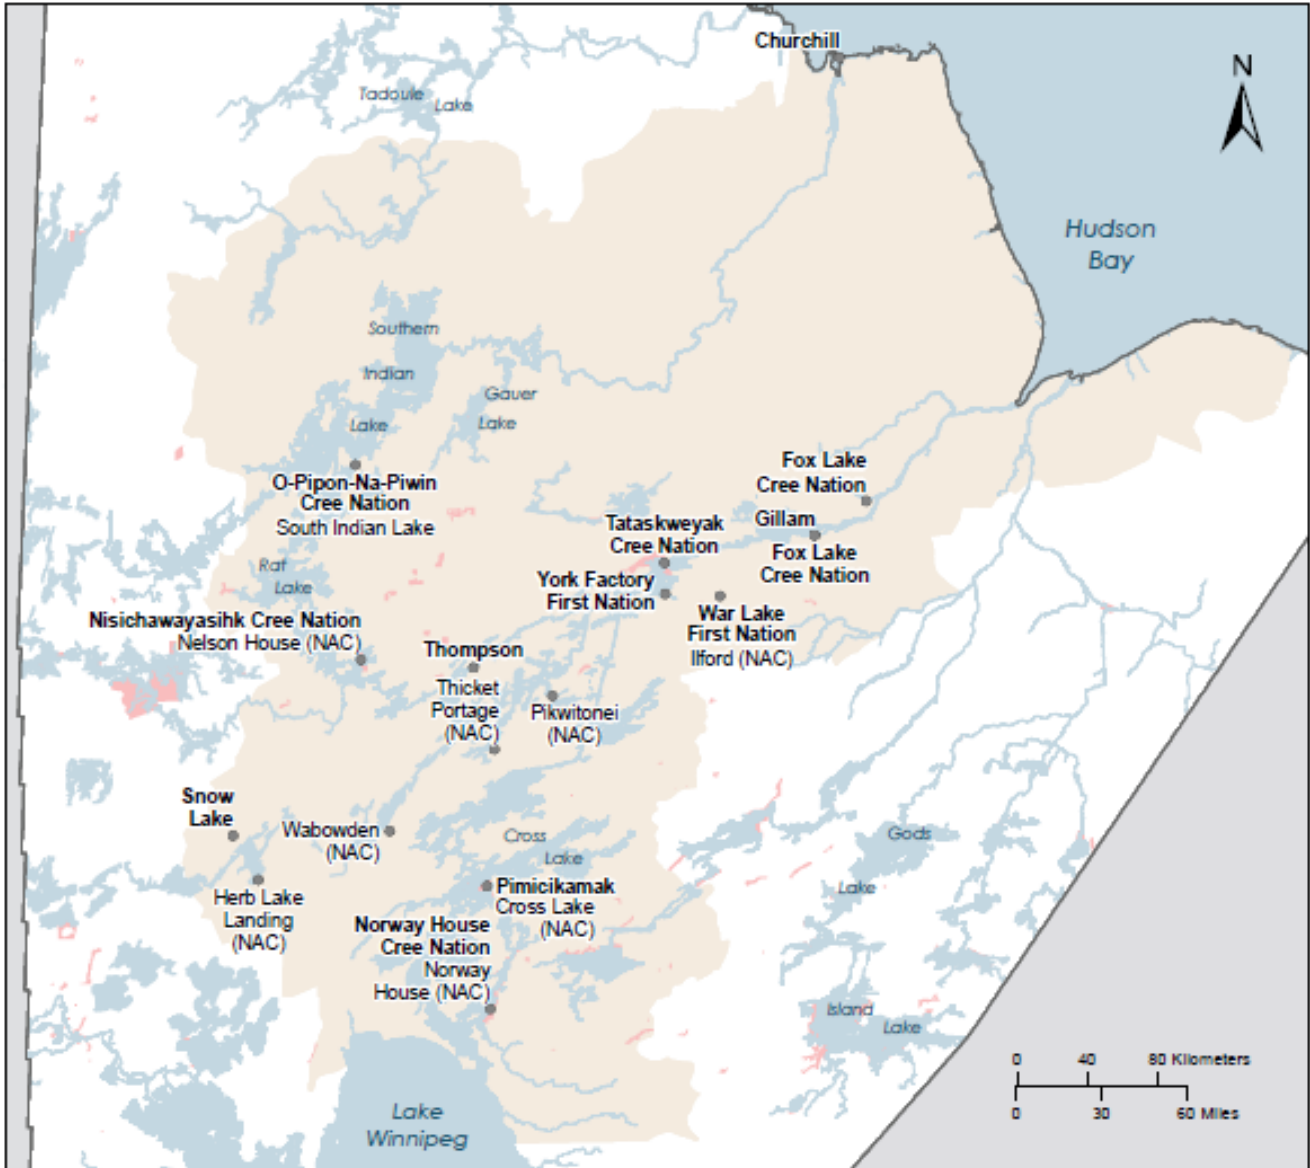 Churchill
N
Tadoule
Lake
Hudson
Bay
Southern
Indian
Lake
Gauer
Lake
O-Pipon-Na-Piwin
Cree Nation
South Indian Lake
Fox Lake
Cree Nation
Gillam
Fox Lake
Cree Nation
Tataskweyak
Cree Nation
York Factory
First Nation
War Lake
First Nation
Ilford (NAC)
Rat
Lake
Nisichawayasihk Cree Nation
Nelson House (NAC)
Thompson
Thicket
Portage
(NAC)
Pikwitonei
(NAC)
Snow
Lake
Wabowden
(NAC)
Cross
Lake
Gods
Lake
Herb Lake
Landing
(NAC)
Pimicikamak
Cross Lake
(NAC)
Norway House
Cree Nation
Norway
House (NAC)
Island
Lake
Lake
Winnipeg
0 40 80 Kilometers
0 30 60 Miles